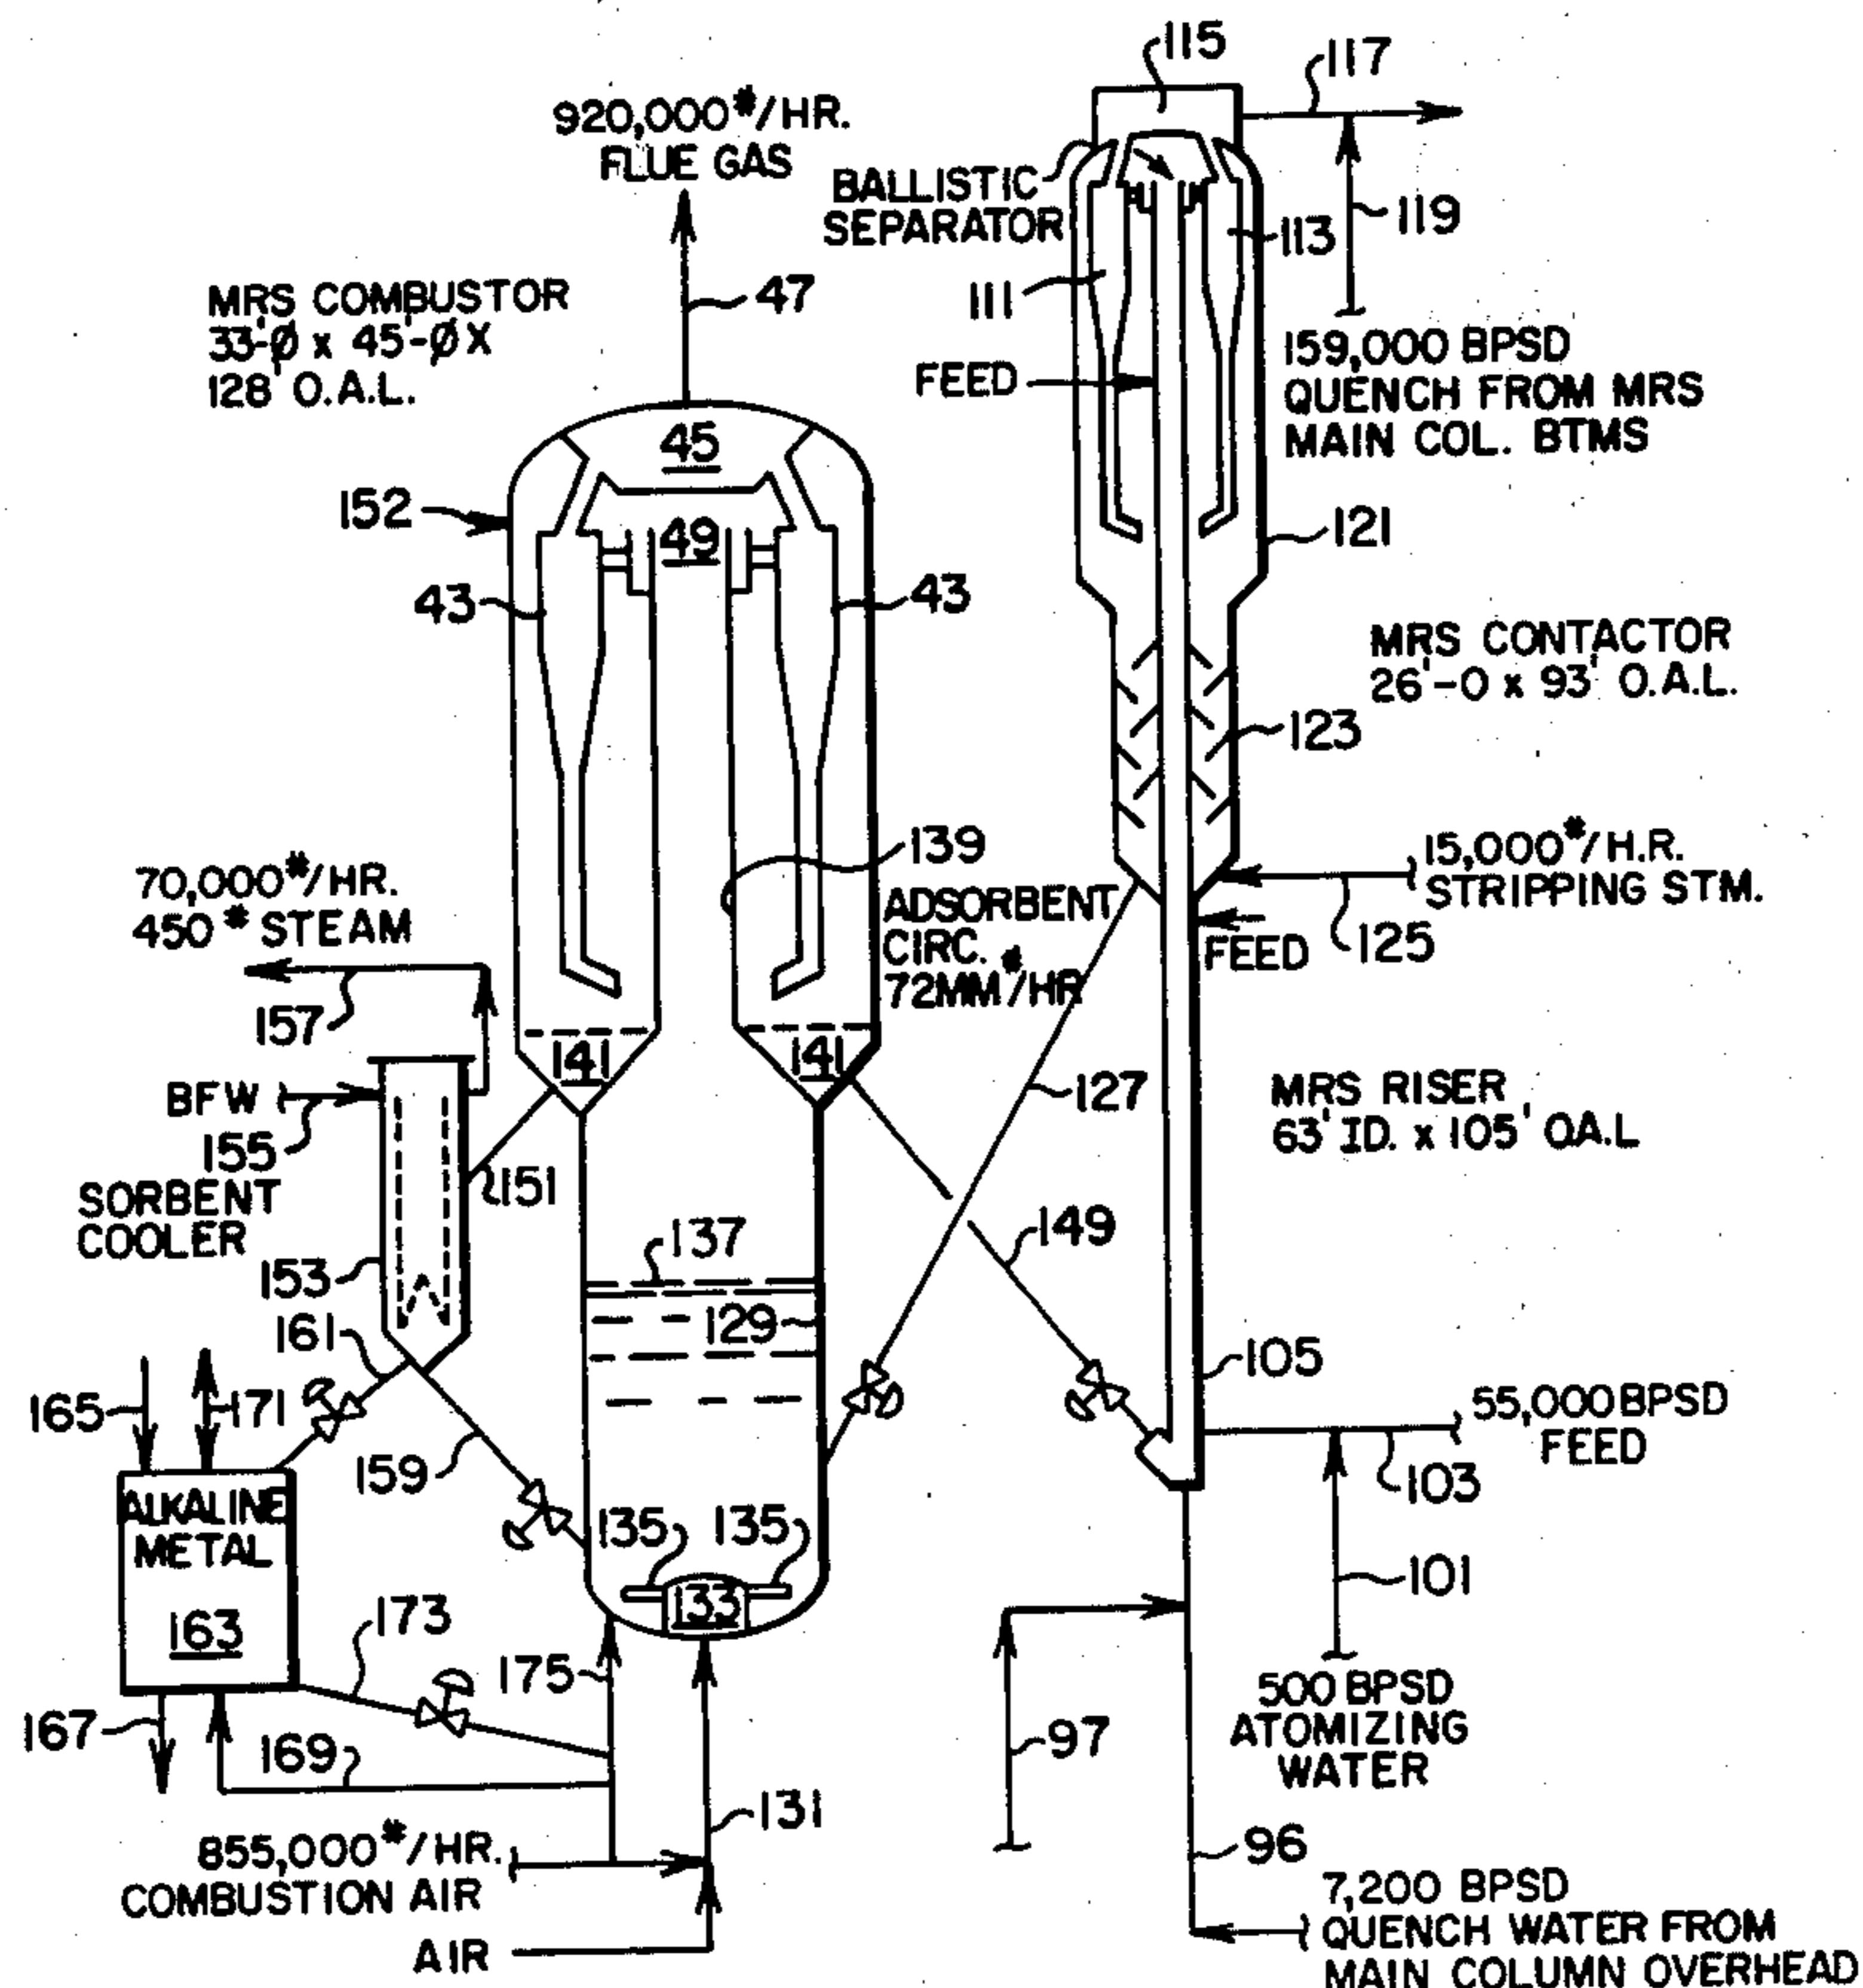 115
117
920,000#/HR.
FLUE GAS
BALLISTIC
SEPARATOR
119
113
111
47
MRS COMBUSTOR
33'-Ø x 45'-Ø X
128' O.A.L.
159,000 BPSD
QUENCH FROM MRS
MAIN COL. BTMS
FEED
45
152
49
121
43
43
MRS CONTACTOR
26'-0 x 93' O.A.L.
123
139
15,000#/H.R.
STRIPPING STM.
70,000#/HR.
450# STEAM
ADSORBENT
CIRC.
72MM#/HR
FEED
125
157
141
141
BFW
127
MRS RISER
63' ID. x 105' OA.L
155
151
SORBENT
COOLER
149
137
153
129
161
105
165
171
55,000 BPSD
FEED
159
103
ALKALINE
METAL
135
135
101
133
163
173
175
500 BPSD
ATOMIZING
WATER
167
97
169
131
855,000#/HR.
COMBUSTION AIR
96
7,200 BPSD
QUENCH WATER FROM
MAIN COLUMN OVERHEAD
AIR